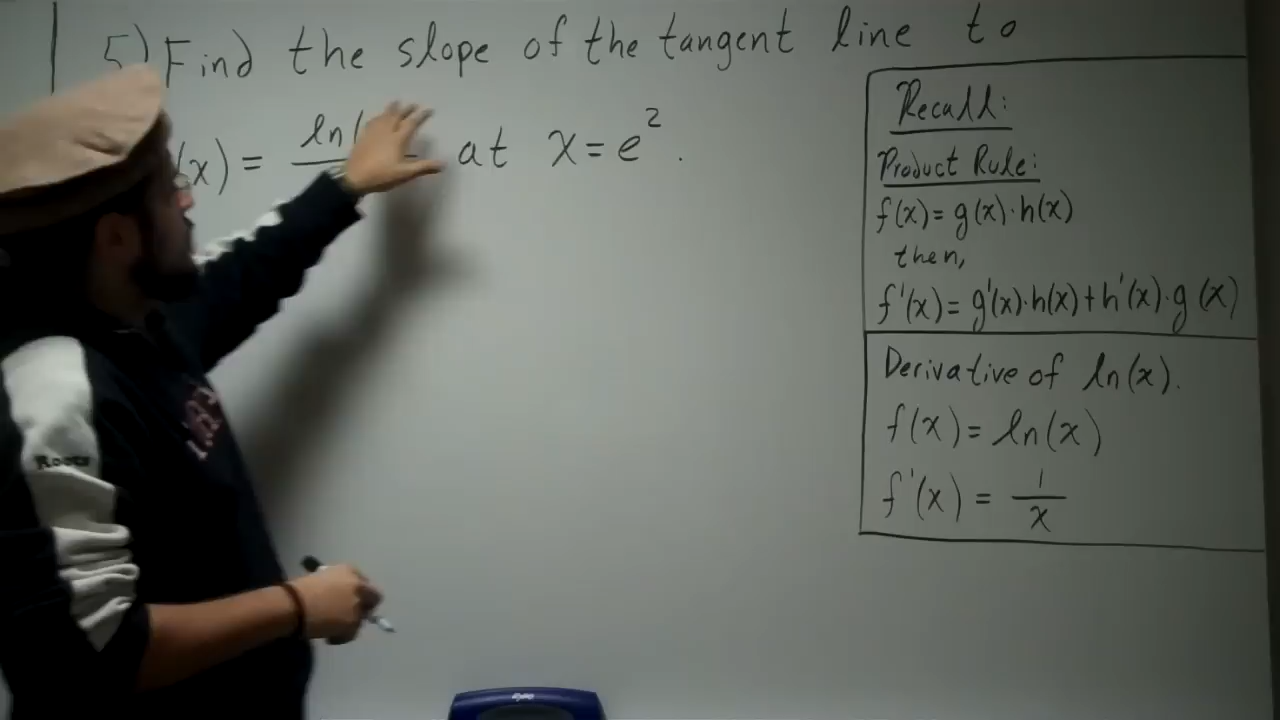 5) Find the slope of the tangent line to
(x) = ln( at x = e².
Recall:
Product Rule:
f(x) = g(x)·h(x)
then,
f'(x) = g'(x)·h(x) + h'(x)·g(x)
Derivative of ln(x).
f(x) = ln(x)
f'(x) = 1/x
Roots